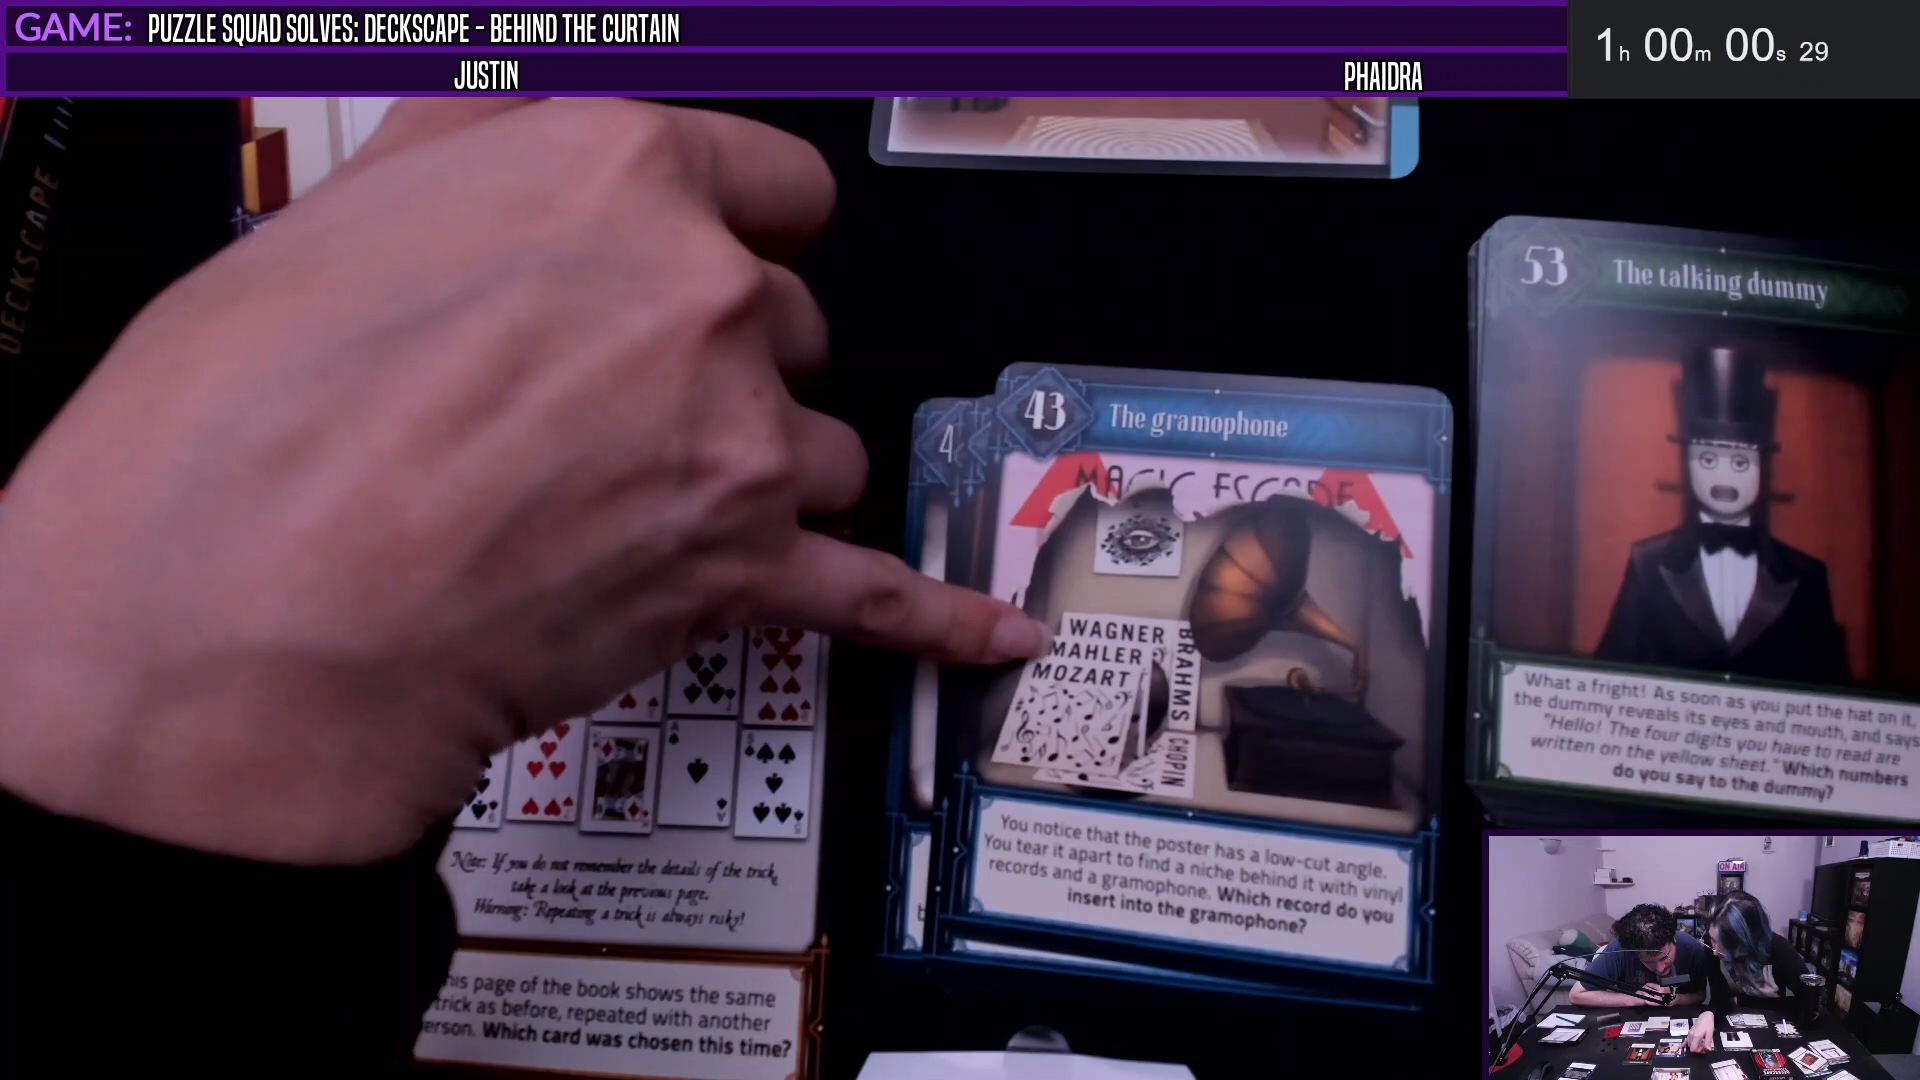 GAME: PUZZLE SQUAD SOLVES: DECKSCAPE - BEHIND THE CURTAIN
1h 00m 00s 29
JUSTIN
PHAIDRA
DECKSCAPE
53
The talking dummy
4
43
The gramophone
MAGIC ESCAPE
WAGNER
MAHLER
MOZART
BRAHMS
CHOPIN
You notice that the poster has a low-cut angle.
You tear it apart to find a niche behind it with vinyl
records and a gramophone. Which record do you
insert into the gramophone?
What a fright! As soon as you put the hat on it,
the dummy reveals its eyes and mouth, and says
"Hello! The four digits you have to read are
written on the yellow sheet." Which numbers
do you say to the dummy?
Note: If you do not remember the details of the trick,
take a look at the previous page.
Warning: Repeating a trick is always risky!
his page of the book shows the same
trick as before, repeated with another
erson. Which card was chosen this time?
ON AIR